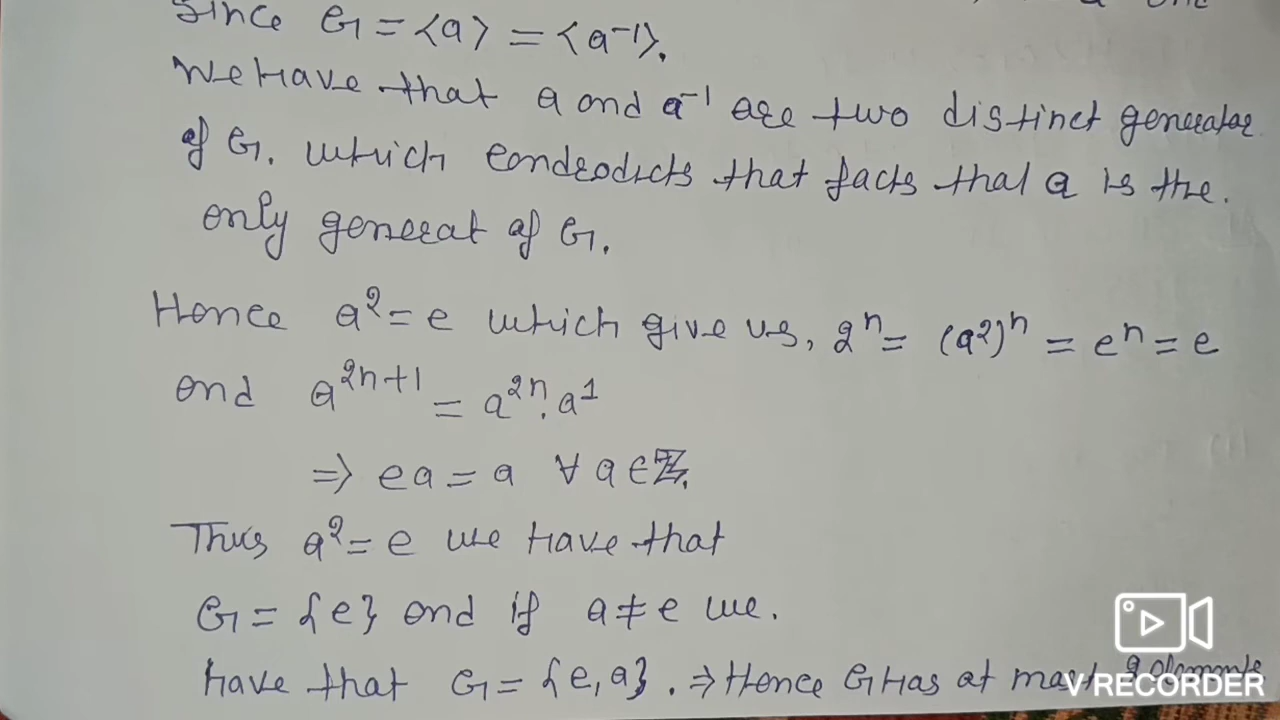 Since G = <a> = <a⁻¹>.
We have that a and a⁻¹ are two distinct generator
of G. which condrodicts that facts that a is the.
only generat of G.
Hence a² = e which give us, 2ⁿ = (a²)ⁿ = eⁿ = e
and a²ⁿ⁺¹ = a²ⁿ. a¹
⇒ ea = a ∀ a ∈ ℤ.
Thus a² = e we have that
G = {e} and if a ≠ e we.
have that G = {e, a}. ⇒ Hence G has at most 2 elements
V RECORDER